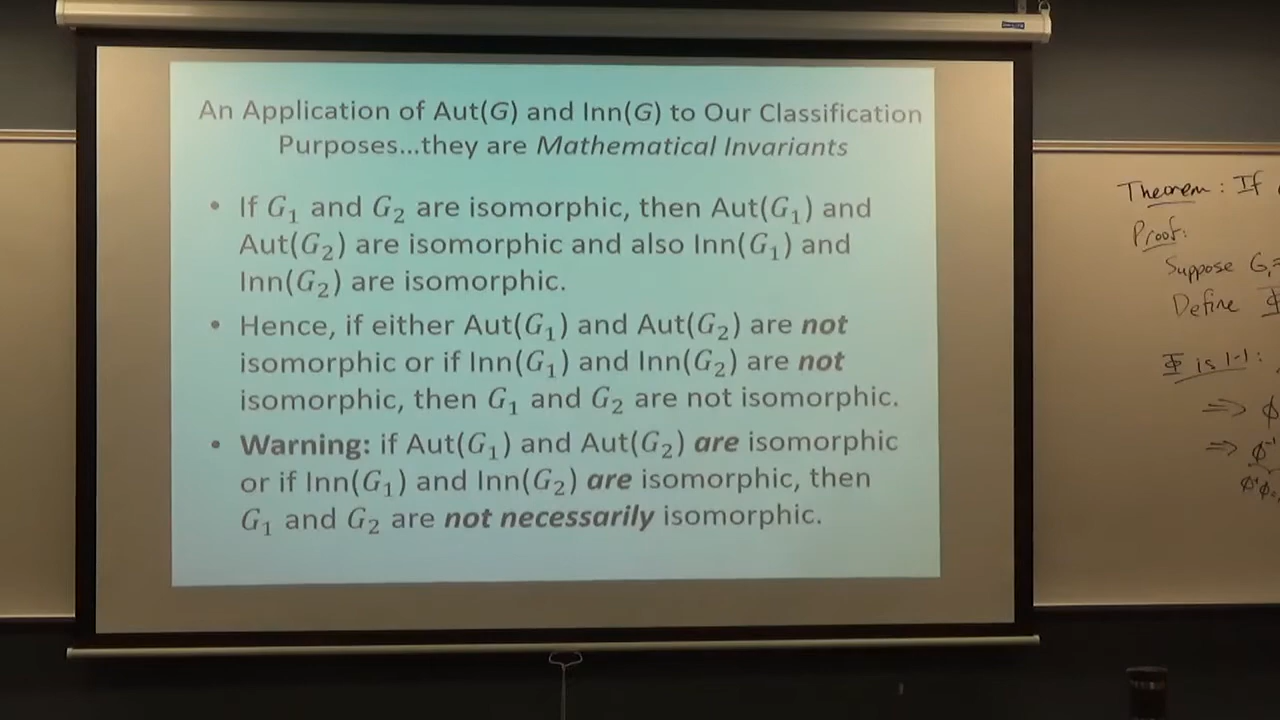 An Application of Aut(G) and Inn(G) to Our Classification
Purposes...they are Mathematical Invariants
• If G₁ and G₂ are isomorphic, then Aut(G₁) and
Aut(G₂) are isomorphic and also Inn(G₁) and
Inn(G₂) are isomorphic.
• Hence, if either Aut(G₁) and Aut(G₂) are not
isomorphic or if Inn(G₁) and Inn(G₂) are not
isomorphic, then G₁ and G₂ are not isomorphic.
• Warning: if Aut(G₁) and Aut(G₂) are isomorphic
or if Inn(G₁) and Inn(G₂) are isomorphic, then
G₁ and G₂ are not necessarily isomorphic.
Theorem: If
Proof:
Suppose G₁
Define Φ
Φ is 1-1:
⇒ ϕ
⇒ ϕ⁻¹